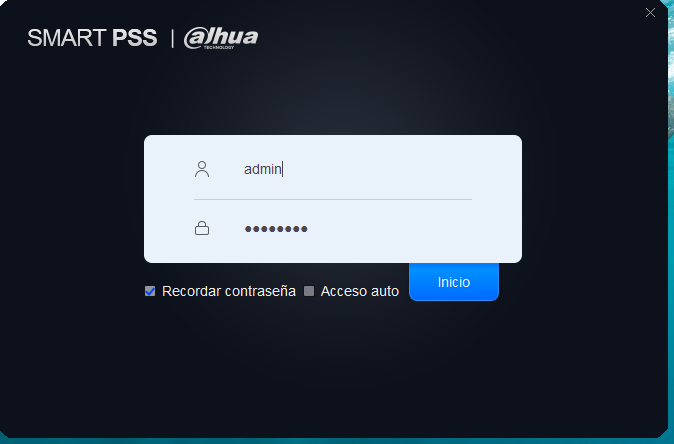 SMART PSS | alhua
TECHNOLOGY
admin
●●●●●●●●
Recordar contraseña Acceso auto Inicio